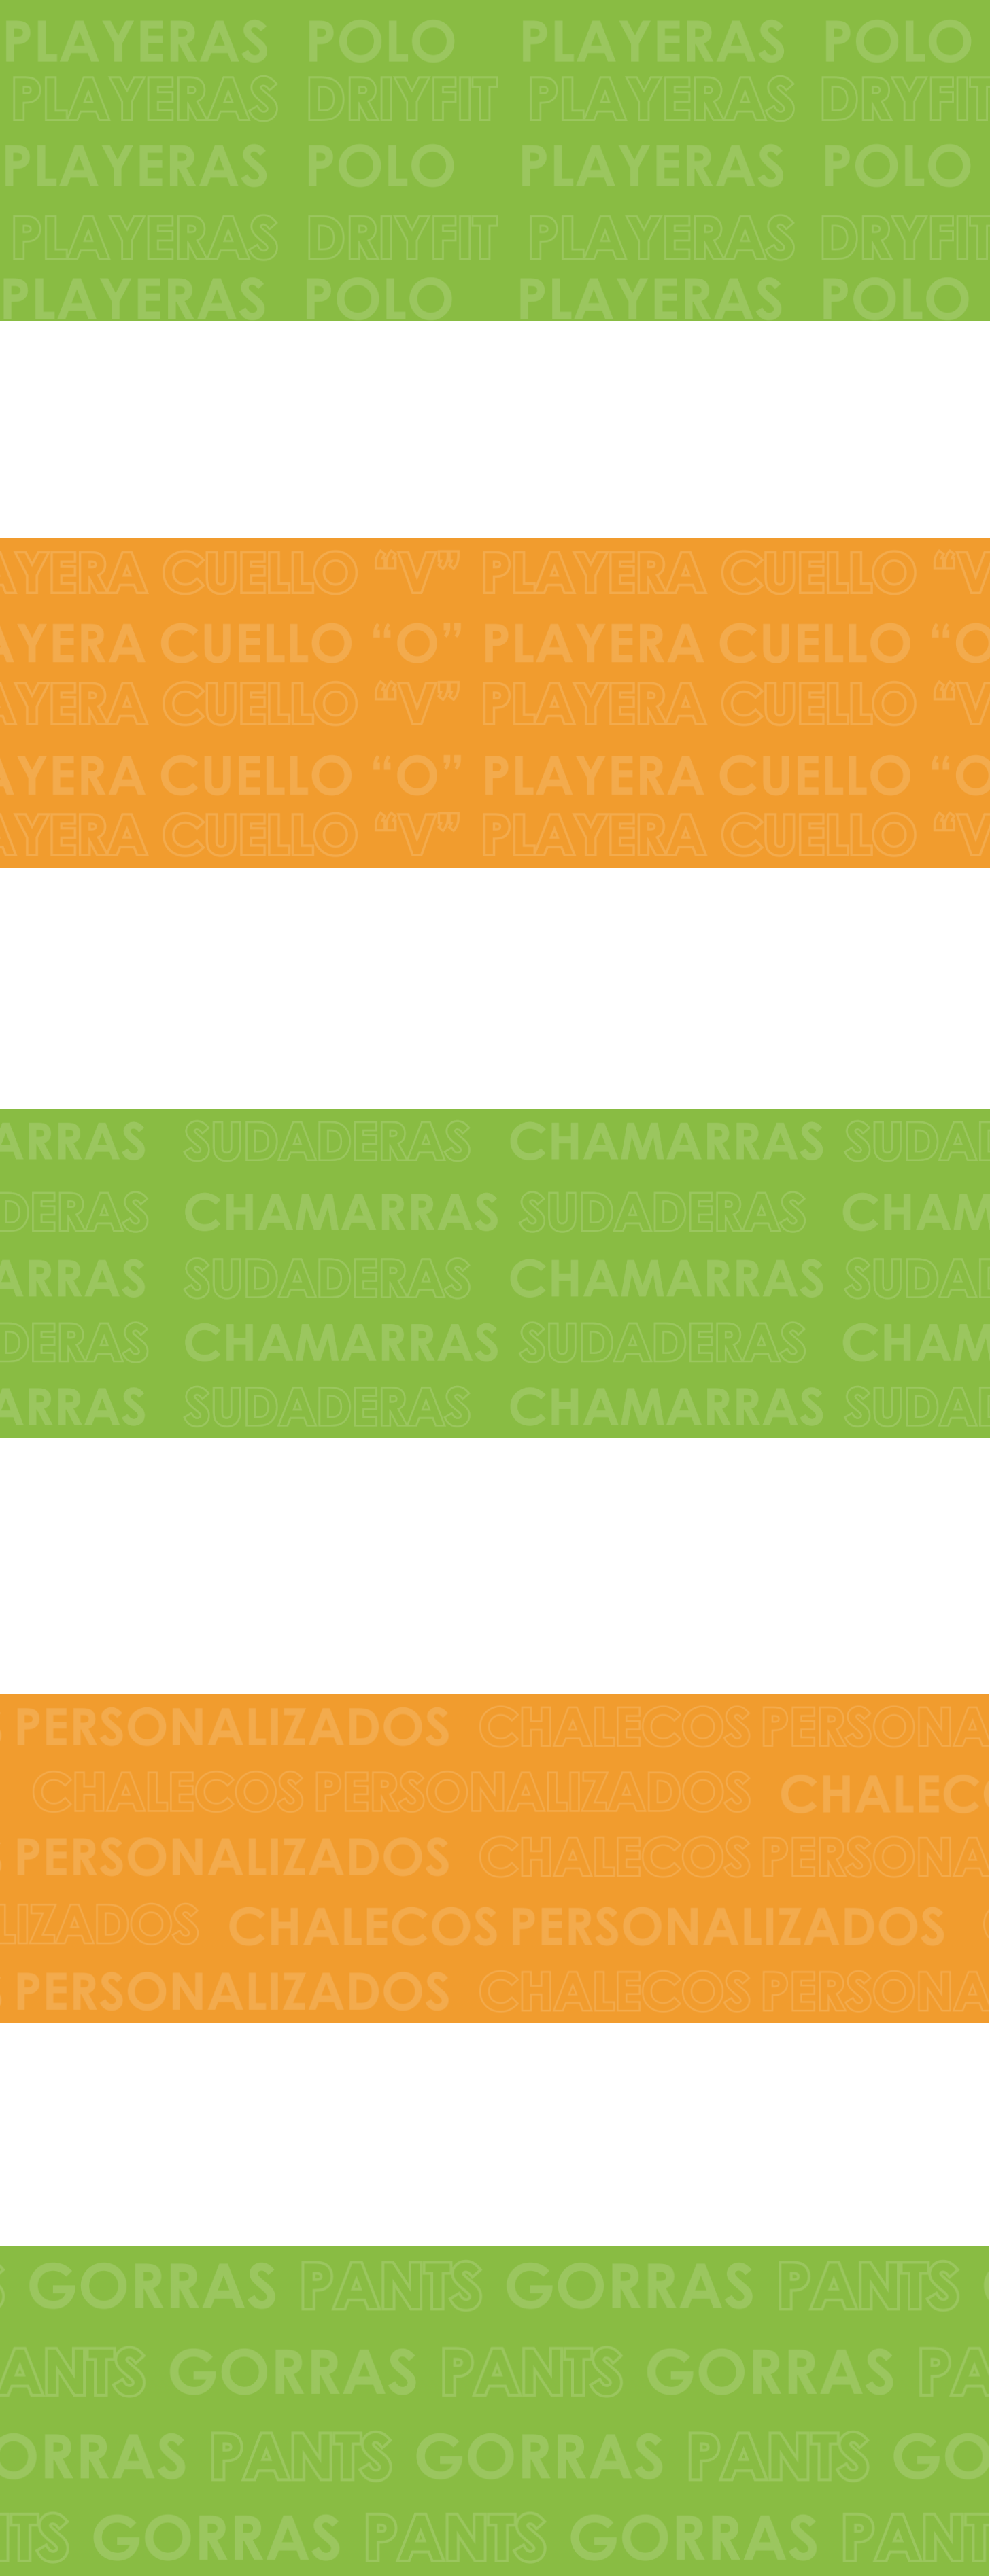 PLAYERAS POLO PLAYERAS POLO
PLAYERAS DRIYFIT PLAYERAS DRYFIT
PLAYERAS POLO PLAYERAS POLO
PLAYERAS DRIYFIT PLAYERAS DRYFIT
PLAYERAS POLO PLAYERAS POLO
AYERA CUELLO “V” PLAYERA CUELLO “V
AYERA CUELLO “O” PLAYERA CUELLO “O
AYERA CUELLO “V” PLAYERA CUELLO “V
AYERA CUELLO “O” PLAYERA CUELLO “O
AYERA CUELLO “V” PLAYERA CUELLO “V
ARRAS SUDADERAS CHAMARRAS SUDADE
DERAS CHAMARRAS SUDADERAS CHAM
ARRAS SUDADERAS CHAMARRAS SUDADE
DERAS CHAMARRAS SUDADERAS CHAM
ARRAS SUDADERAS CHAMARRAS SUDADE
S PERSONALIZADOS CHALECOS PERSONA
CHALECOS PERSONALIZADOS CHALECO
S PERSONALIZADOS CHALECOS PERSONA
LIZADOS CHALECOS PERSONALIZADOS
S PERSONALIZADOS CHALECOS PERSONA
S GORRAS PANTS GORRAS PANTS
ANTS GORRAS PANTS GORRAS PA
ORRAS PANTS GORRAS PANTS GO
TS GORRAS PANTS GORRAS PANT